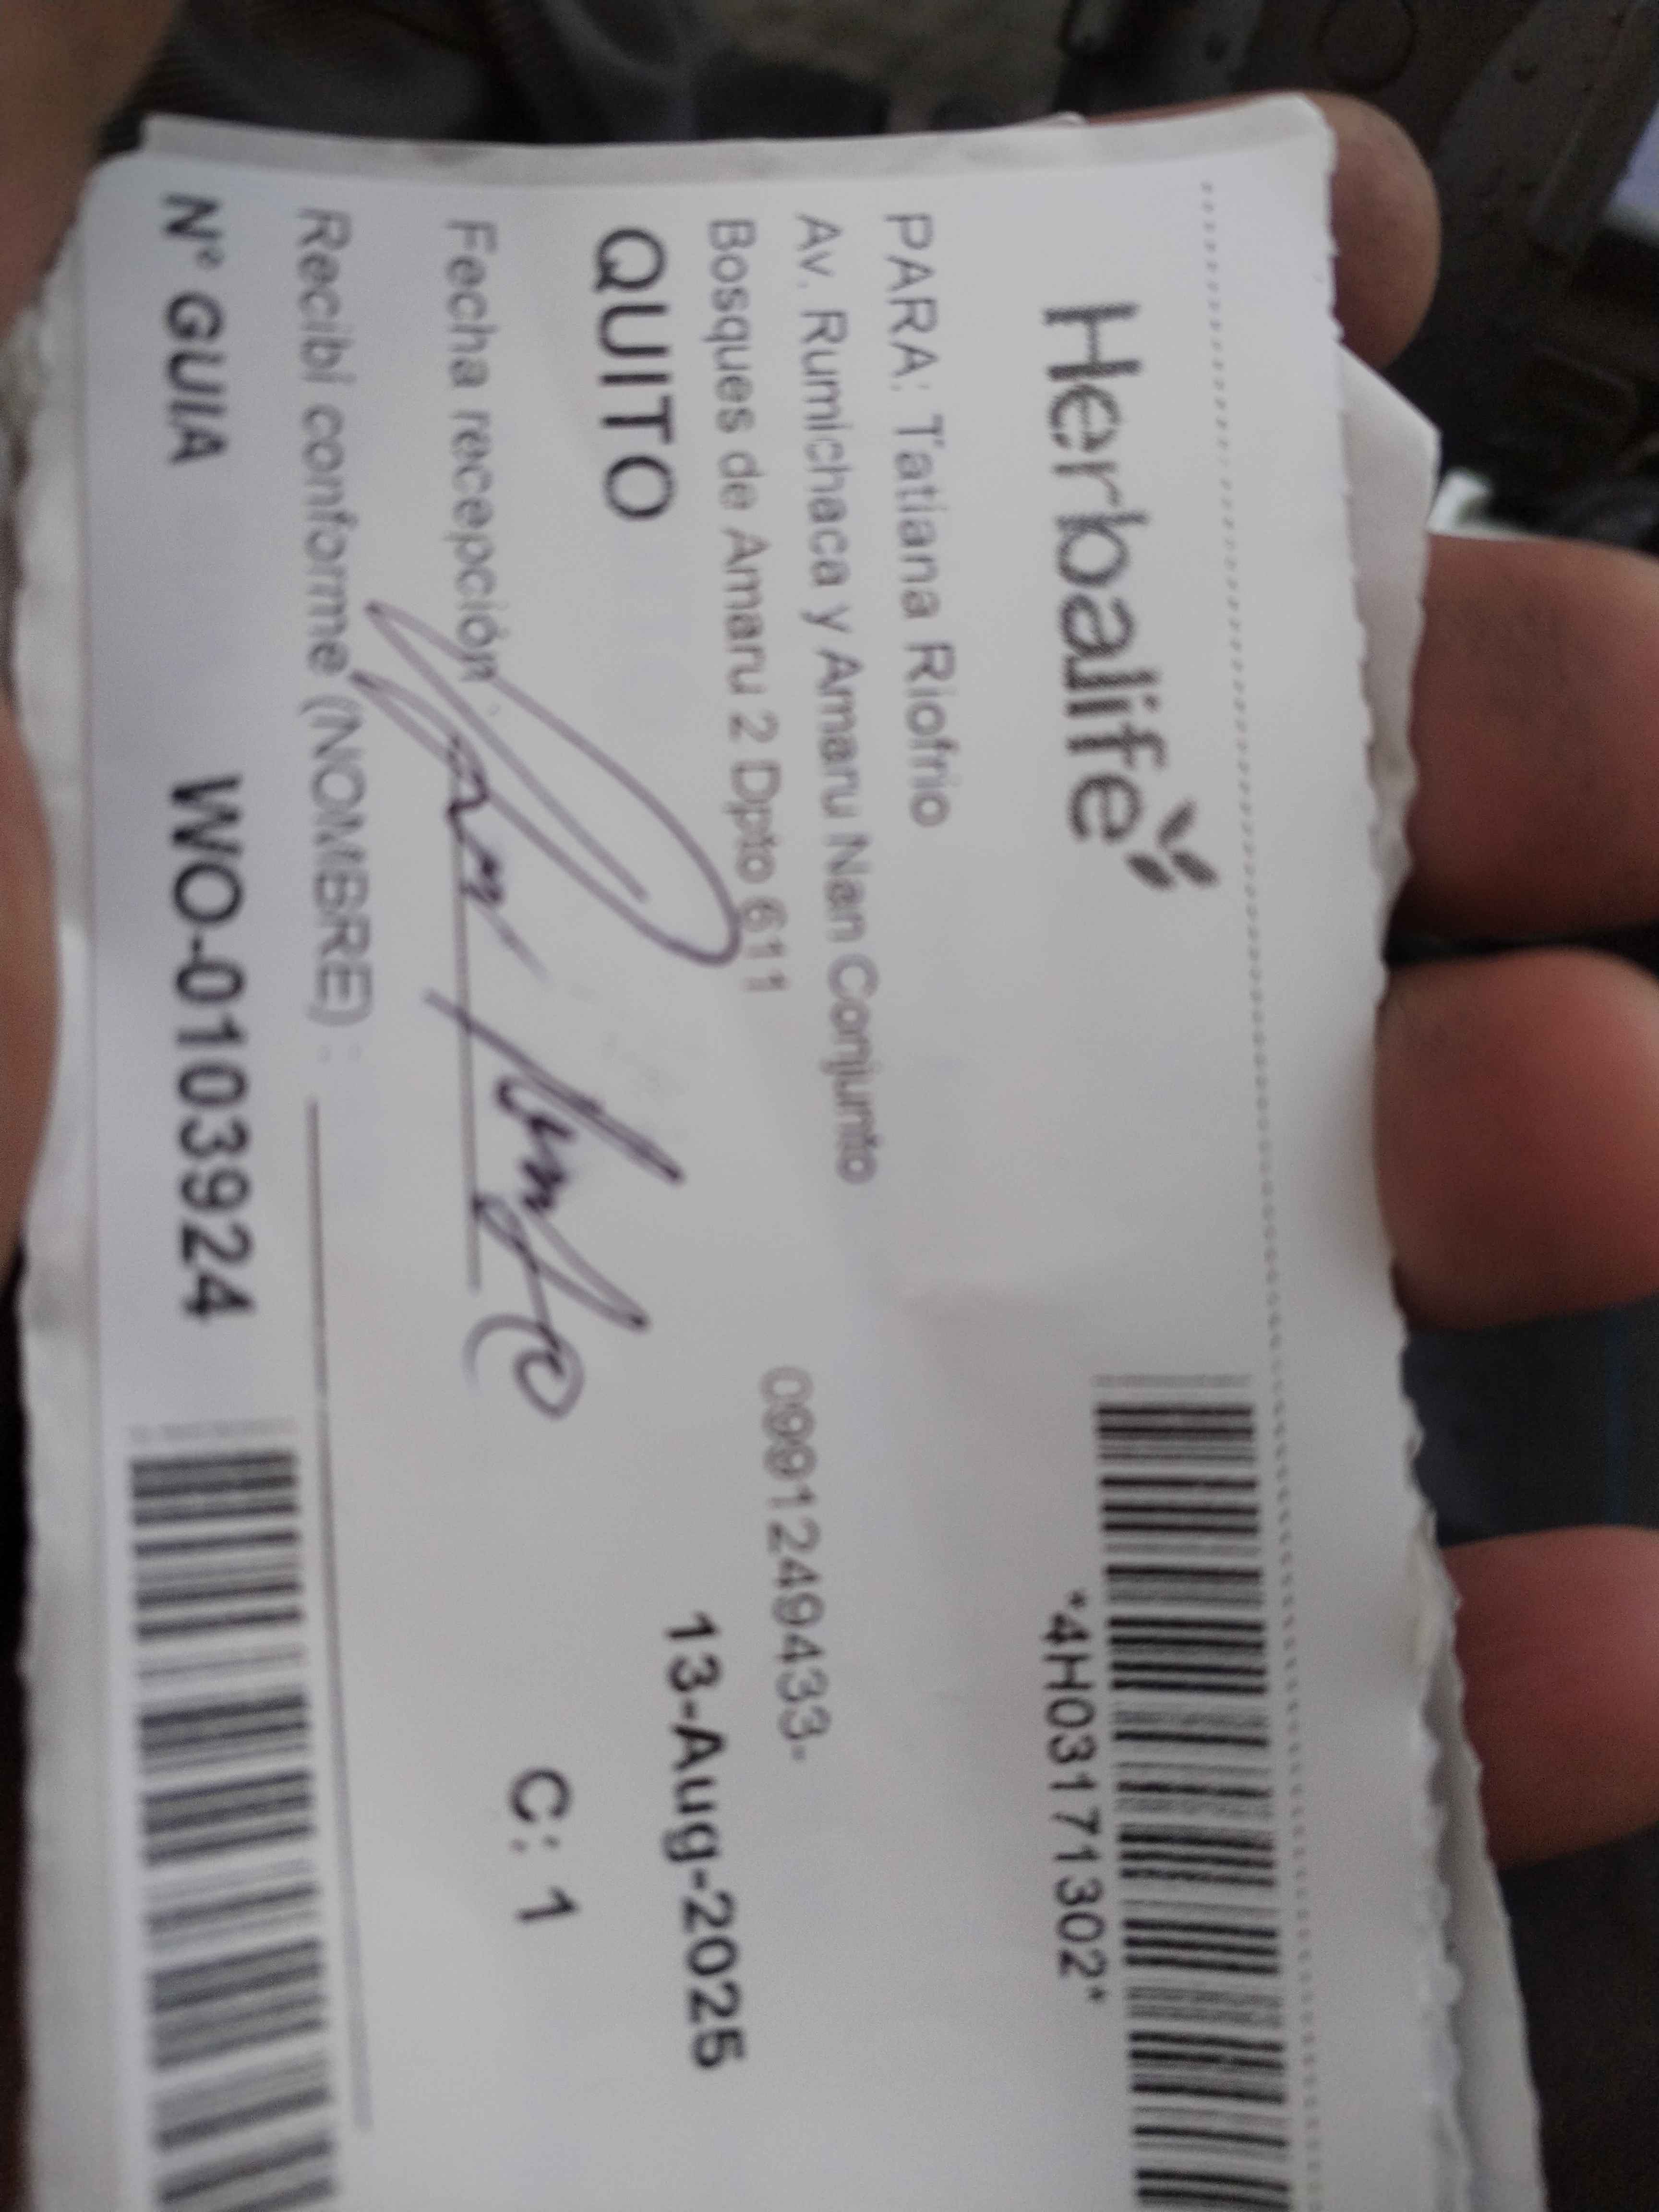 Herbalife
*4H03171302*
PARA: Tatiana Riofrio
Av. Rumichaca y Amaru Nan Conjunto
Bosques de Amaru 2 Dpto 611
0991249433-
QUITO
13-Aug-2025
Fecha recepción :
C: 1
Recibí conforme (NOMBRE) :
Nº GUIA WO-01039924